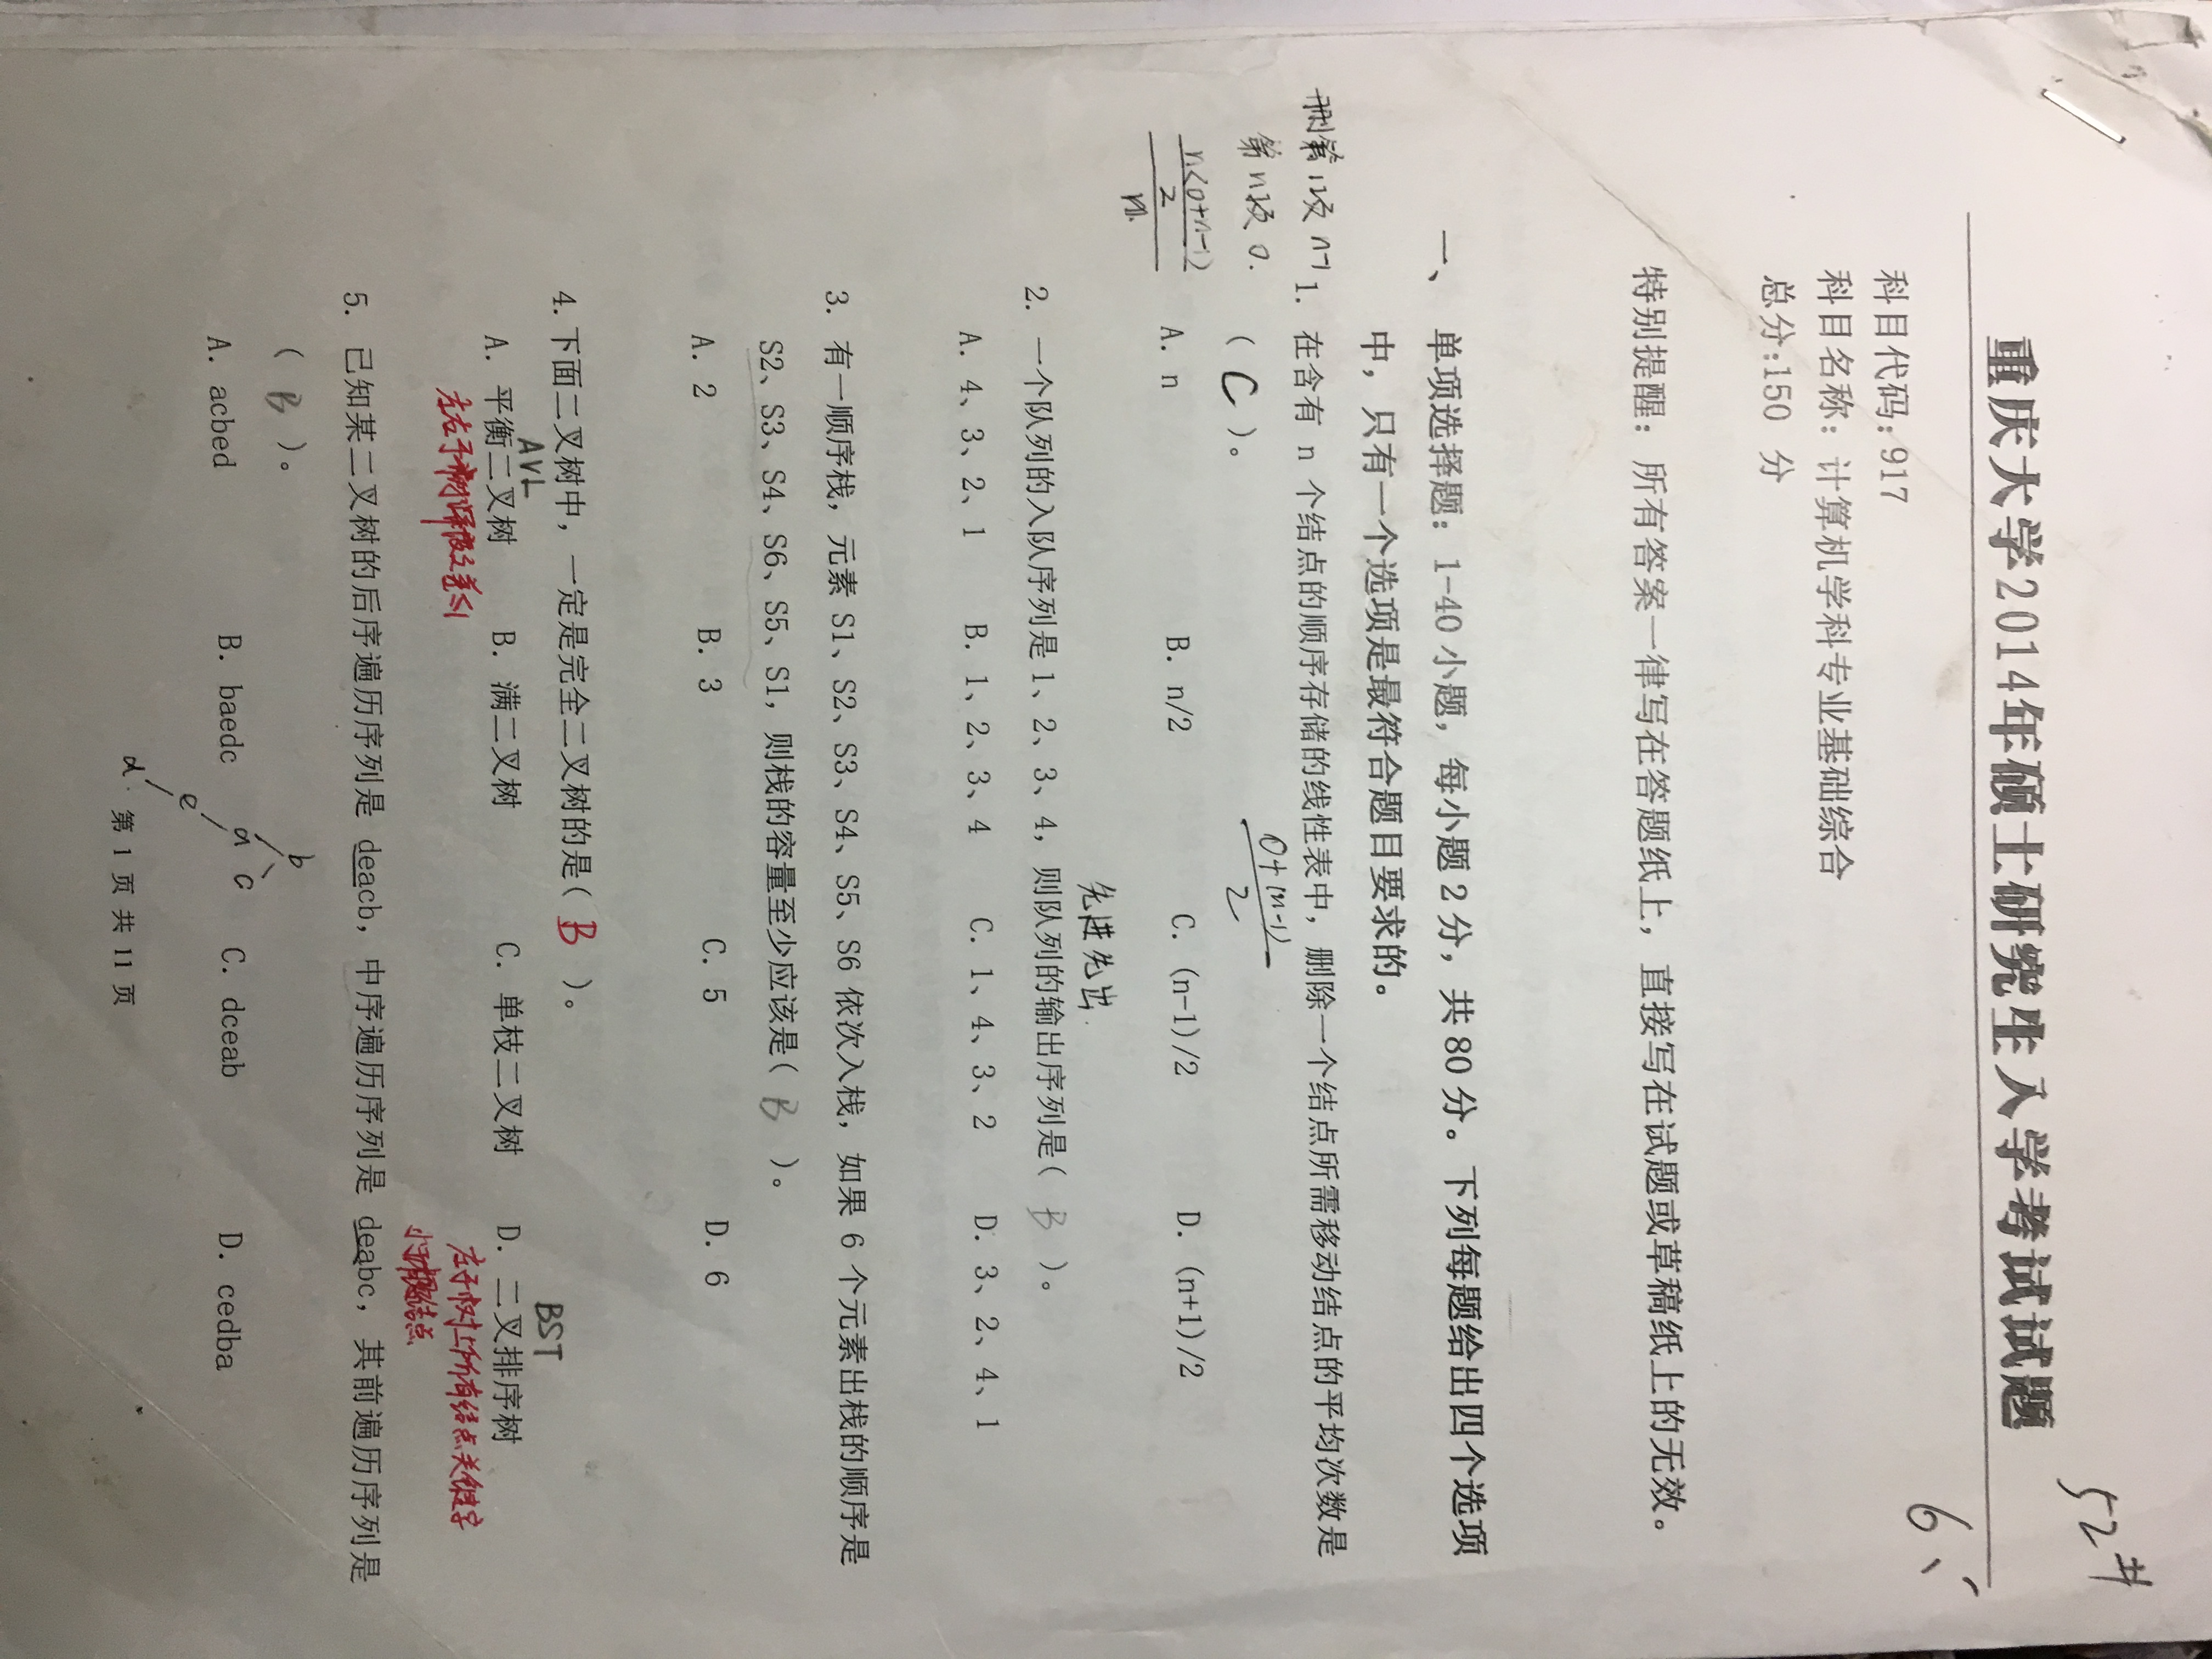 52#
6、
重庆大学2014年硕士研究生入学考试试题
科目代码:917
科目名称: 计算机学科专业基础综合
总分:150 分
特别提醒: 所有答案一律写在答题纸上, 直接写在试题或草稿纸上的无效。
一、 单项选择题: 1-40 小题, 每小题 2 分, 共 80 分。下列每题给出四个选项
中, 只有一个选项是最符合题目要求的。
删第1项 n-1
第n项 0.
n(0+n-1)
2
n.
1. 在含有 n 个结点的顺序存储的线性表中, 删除一个结点所需移动结点的平均次数是
( C )。
0+(n-1)
2
A. n B. n/2 C. (n-1)/2 D. (n+1)/2
先进先出.
2. 一个队列的入队序列是 1、2、3、4, 则队列的输出序列是( B )。
A. 4、3、2、1 B. 1、2、3、4 C. 1、4、3、2 D. 3、2、4、1
3. 有一顺序栈, 元素 S1、S2、S3、S4、S5、S6 依次入栈, 如果 6 个元素出栈的顺序是
S2、S3、S4、S6、S5、S1, 则栈的容量至少应该是( B )。
A. 2 B. 3 C. 5 D. 6
4. 下面二叉树中, 一定是完全二叉树的是( B )。
AVL BST
A. 平衡二叉树 B. 满二叉树 C. 单枝二叉树 D. 二叉排序树
左右子树深度之差≤1
左子树上所有结点关键字
小于根结点
5. 已知某二叉树的后序遍历序列是 deacb, 中序遍历序列是 deabc, 其前遍历序列是
( B )。
b
a c
e
d
A. acbed B. baedc C. dceab D. cedba
第 1 页 共 11 页